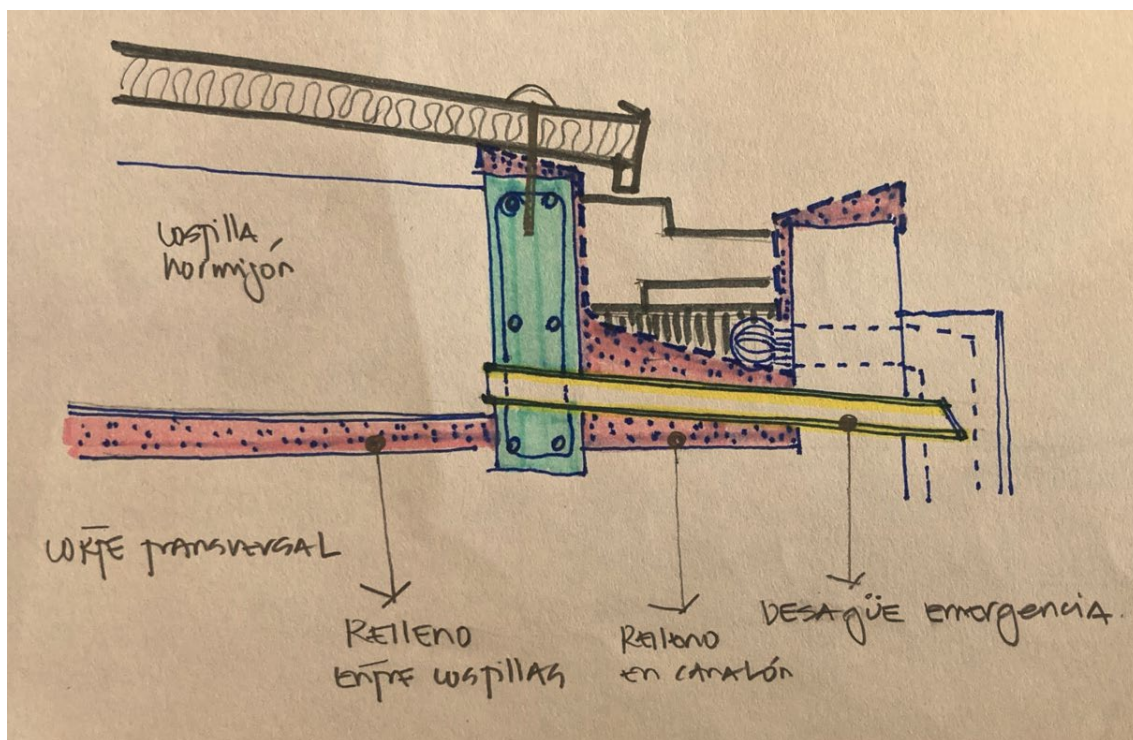 costilla
hormigón
CORTE TRANSVERSAL
RELLENO
ENTRE COSTILLAS
RELLENO
EN CANALÓN
DESAGÜE EMERGENCIA.